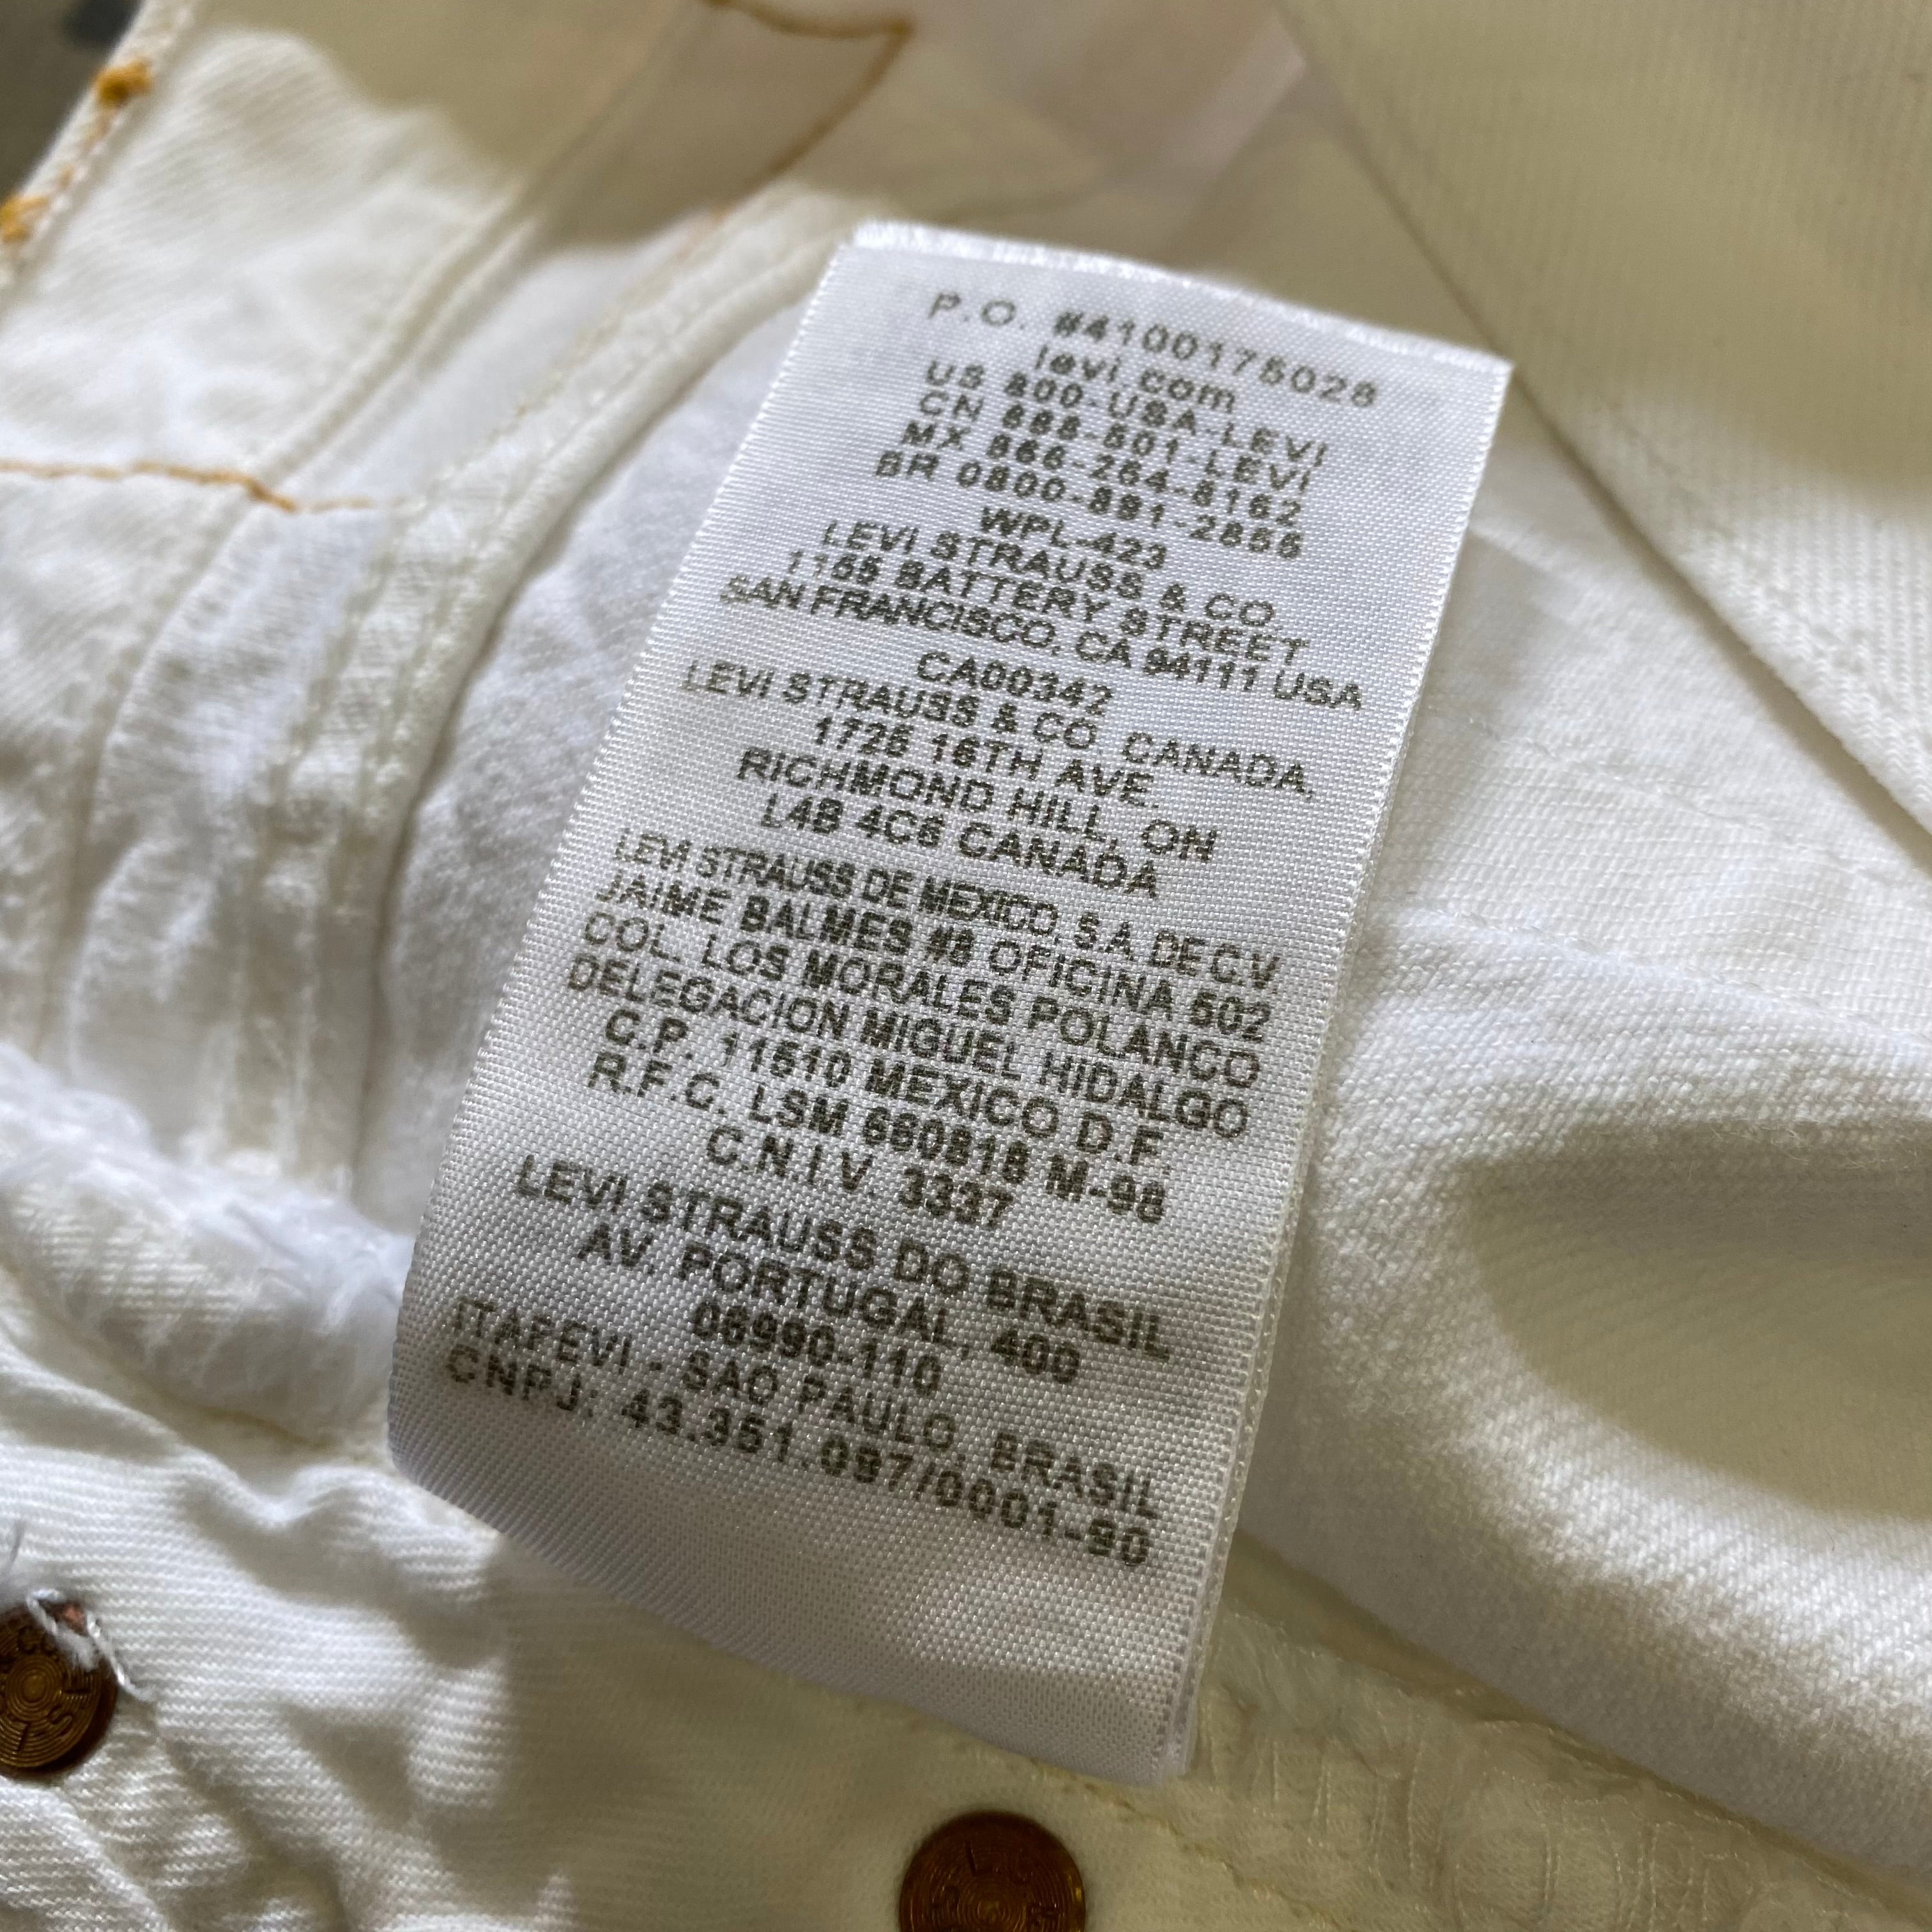 P.O. #4100175028
levi.com
US 800-USA-LEVI
CN 888-501-LEVI
MX 866-264-8162
BR 0800-891-2855
WPL-423
LEVI STRAUSS & CO.
1155 BATTERY STREET
SAN FRANCISCO, CA 94111 USA
CA00342
LEVI STRAUSS & CO. CANADA,
1725 16TH AVE.
RICHMOND HILL, ON
L4B 4C6 CANADA
LEVI STRAUSS DE MEXICO, S.A. DE C.V.
JAIME BALMES #8 OFICINA 502
COL. LOS MORALES POLANCO
DELEGACION MIGUEL HIDALGO
C.P. 11510 MEXICO D.F.
R.F.C. LSM 660818 M-98
C.N.I.V. 3337
LEVI STRAUSS DO BRASIL
AV. PORTUGAL, 400
06990-110
ITAPEVI - SAO PAULO, BRASIL
CNPJ: 43.351.097/0001-90